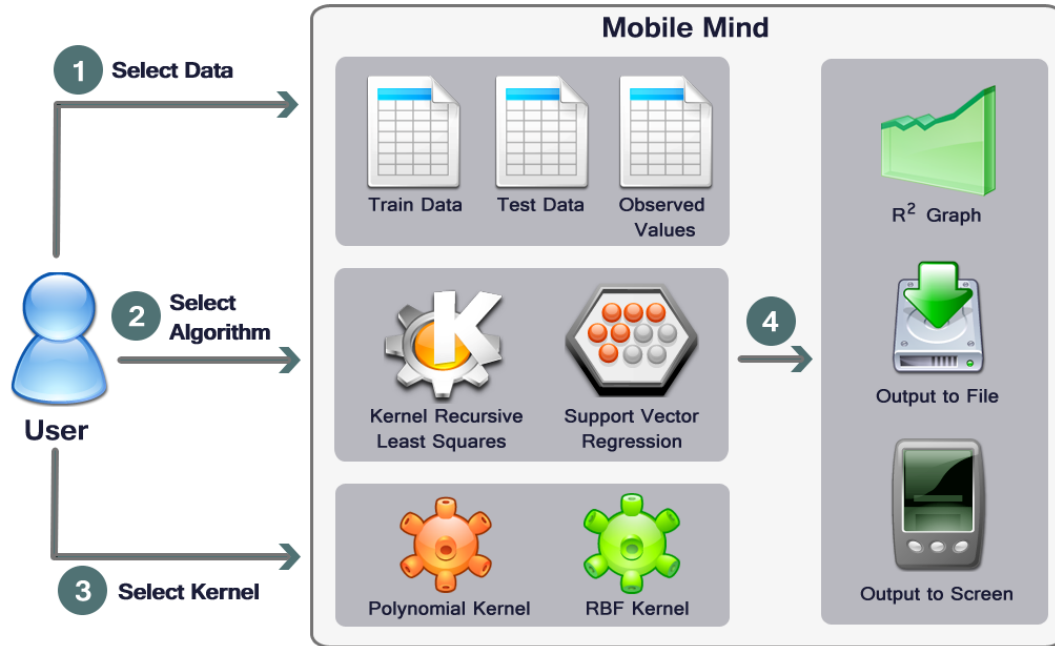 Mobile Mind
1 Select Data
Train Data
Test Data
Observed
Values
R² Graph
2 Select
Algorithm
User
K
Kernel Recursive
Least Squares
Support Vector
Regression
4
Output to File
3 Select Kernel
Polynomial Kernel
RBF Kernel
Output to Screen